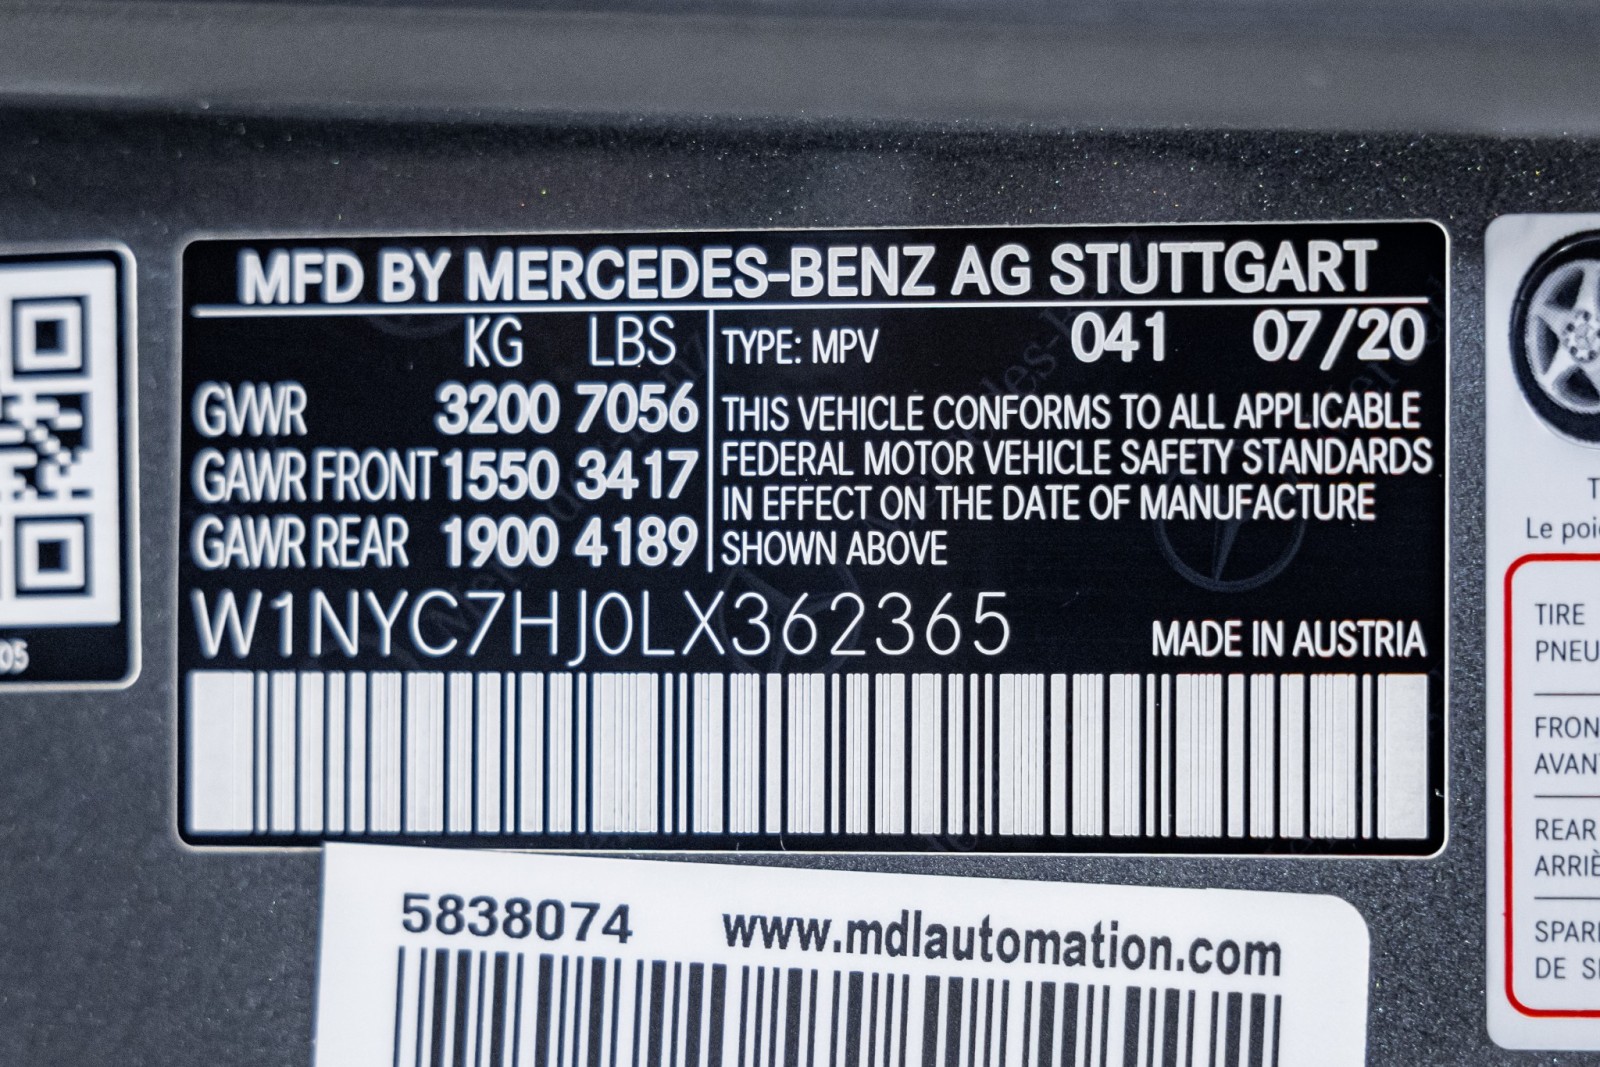 MFD BY MERCEDES-BENZ AG STUTTGART
KG LBS
GVWR 3200 7056
GAWR FRONT 1550 3417
GAWR REAR 1900 4189
TYPE: MPV 041 07/20
THIS VEHICLE CONFORMS TO ALL APPLICABLE
FEDERAL MOTOR VEHICLE SAFETY STANDARDS
IN EFFECT ON THE DATE OF MANUFACTURE
SHOWN ABOVE
W1NYC7HJ0LX362365
MADE IN AUSTRIA
05
5838074 www.mdlautomation.com
T
Le poi
TIRE
PNEU
FRON
AVAN
REAR
ARRIÈ
SPAR
DE S